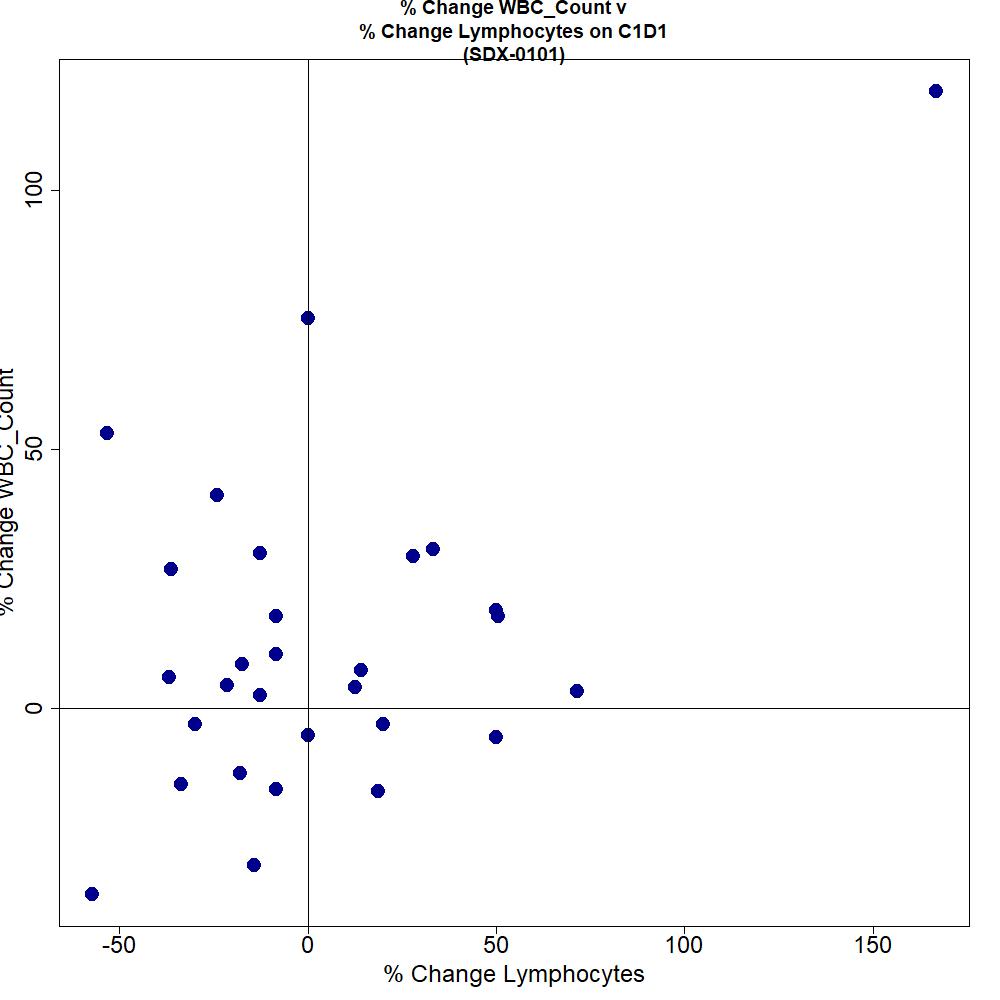 % Change WBC_Count v
% Change Lymphocytes on C1D1
(SDX-0101)
% Change WBC_Count
100
50
0
-50
0
50
100
150
% Change Lymphocytes